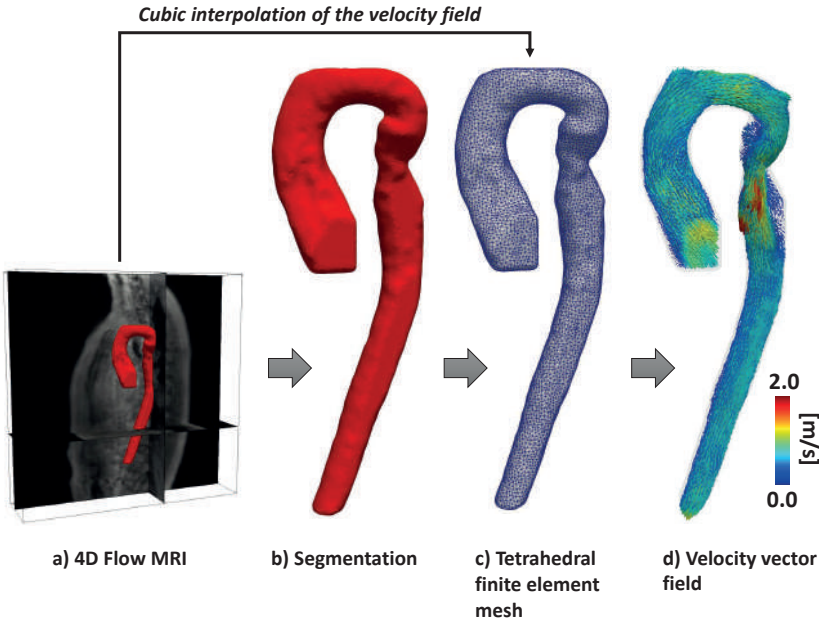 Cubic interpolation of the velocity field
2.0
[m/s]
0.0
a) 4D Flow MRI
b) Segmentation
c) Tetrahedral
finite element
mesh
d) Velocity vector
field